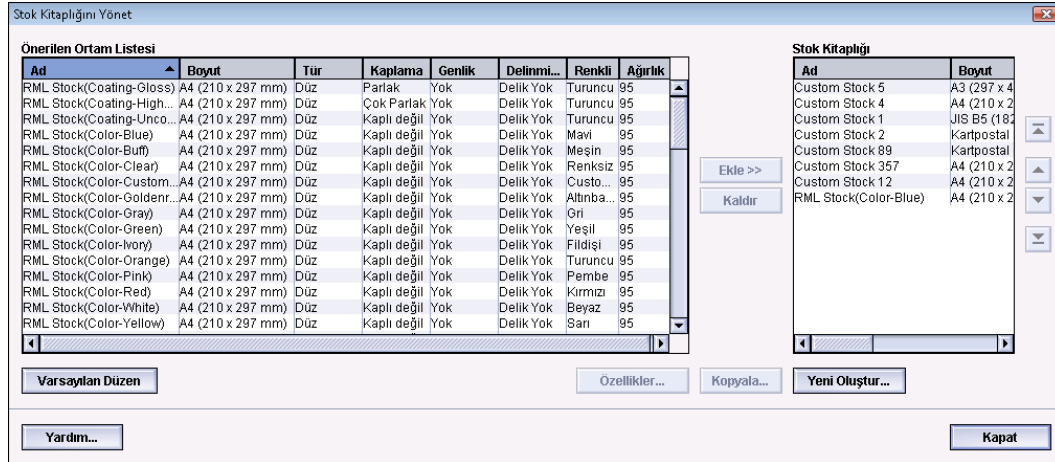 Stok Kitaplığını Yönet
Önerilen Ortam Listesi
Ad Boyut Tür Kaplama Genlik Delinmi... Renkli Ağırlık
RML Stock(Coating-Gloss) A4 (210 x 297 mm) Düz Parlak Yok Delik Yok Turuncu 95
RML Stock(Coating-High... A4 (210 x 297 mm) Düz Çok Parlak Yok Delik Yok Turuncu 95
RML Stock(Coating-Unco... A4 (210 x 297 mm) Düz Kaplı değil Yok Delik Yok Turuncu 95
RML Stock(Color-Blue) A4 (210 x 297 mm) Düz Kaplı değil Yok Delik Yok Mavi 95
RML Stock(Color-Buff) A4 (210 x 297 mm) Düz Kaplı değil Yok Delik Yok Meşin 95
RML Stock(Color-Clear) A4 (210 x 297 mm) Düz Kaplı değil Yok Delik Yok Renksiz 95
RML Stock(Color-Custom... A4 (210 x 297 mm) Düz Kaplı değil Yok Delik Yok Custo... 95
RML Stock(Color-Goldenr... A4 (210 x 297 mm) Düz Kaplı değil Yok Delik Yok Altınba... 95
RML Stock(Color-Gray) A4 (210 x 297 mm) Düz Kaplı değil Yok Delik Yok Gri 95
RML Stock(Color-Green) A4 (210 x 297 mm) Düz Kaplı değil Yok Delik Yok Yeşil 95
RML Stock(Color-Ivory) A4 (210 x 297 mm) Düz Kaplı değil Yok Delik Yok Fildişi 95
RML Stock(Color-Orange) A4 (210 x 297 mm) Düz Kaplı değil Yok Delik Yok Turuncu 95
RML Stock(Color-Pink) A4 (210 x 297 mm) Düz Kaplı değil Yok Delik Yok Pembe 95
RML Stock(Color-Red) A4 (210 x 297 mm) Düz Kaplı değil Yok Delik Yok Kırmızı 95
RML Stock(Color-White) A4 (210 x 297 mm) Düz Kaplı değil Yok Delik Yok Beyaz 95
RML Stock(Color-Yellow) A4 (210 x 297 mm) Düz Kaplı değil Yok Delik Yok Sarı 95
Varsayılan Düzen
Özellikler...
Ekle >>
Kaldır
Kopyala...
Stok Kitaplığı
Ad Boyut
Custom Stock 5 A3 (297 x 4
Custom Stock 4 A4 (210 x 2
Custom Stock 1 JIS B5 (182
Custom Stock 2 Kartpostal
Custom Stock 89 Kartpostal
Custom Stock 357 A4 (210 x 2
Custom Stock 12 A4 (210 x 2
RML Stock(Color-Blue) A4 (210 x 2
Yeni Oluştur...
Yardım...
Kapat